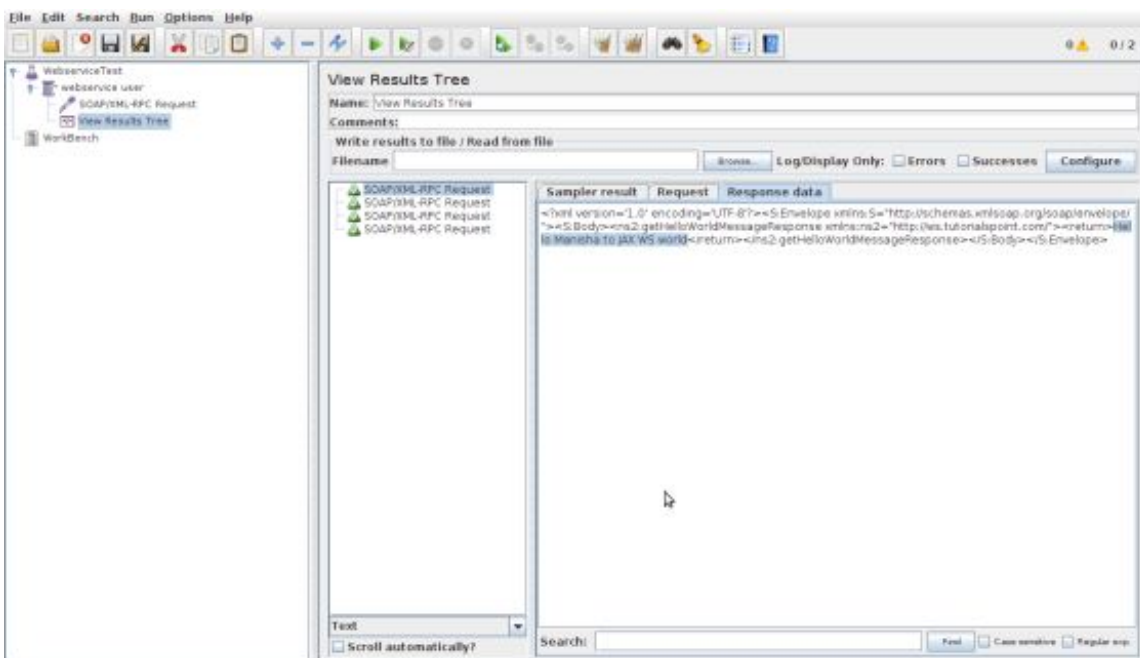 File Edit Search Run Options Help
0 0 / 2
WebserviceTest
webservice user
SOAP/XML-RPC Request
View Results Tree
WorkBench
View Results Tree
Name: View Results Tree
Comments:
Write results to file / Read from file
Filename Browse... Log/Display Only: Errors Successes Configure
SOAP/XML-RPC Request
SOAP/XML-RPC Request
SOAP/XML-RPC Request
SOAP/XML-RPC Request
Text
Scroll automatically?
Sampler result Request Response data
<?xml version='1.0' encoding='UTF-8'?><S:Envelope xmlns:S="http://schemas.xmlsoap.org/soap/envelope/
"><S:Body><ns2:getHelloWorldMessageResponse xmlns:ns2="http://ws.tutorialspoint.com/"><return>Hel
lo Manisha to JAX WS world</return></ns2:getHelloWorldMessageResponse></S:Body></S:Envelope>
Search: Find Case sensitive Regular exp.